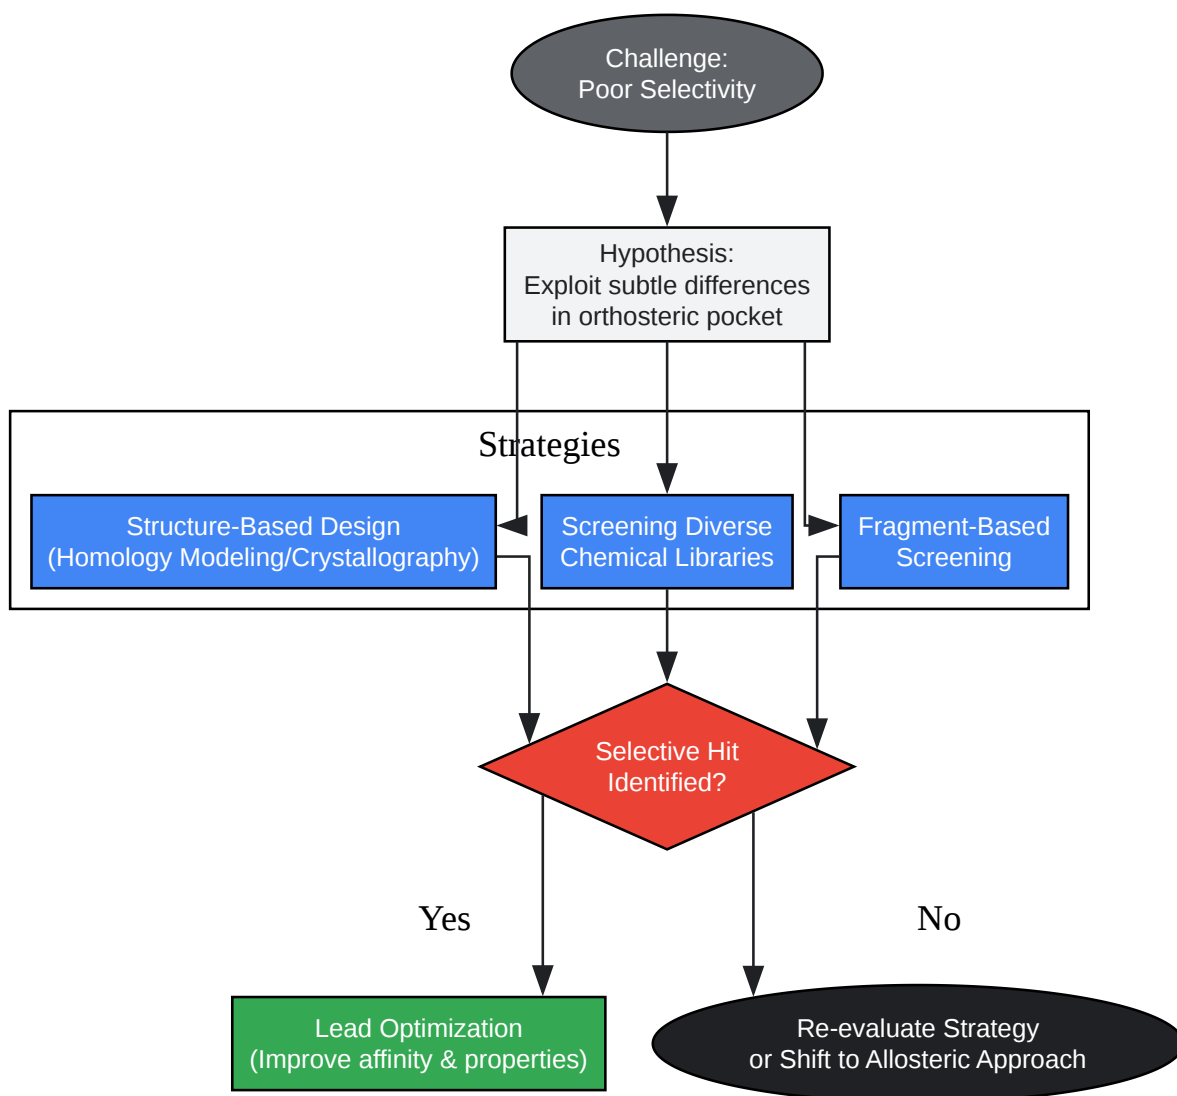 Challenge:
Poor Selectivity
Hypothesis:
Exploit subtle differences
in orthosteric pocket
Strategies
Structure-Based Design
(Homology Modeling/Crystallography)
Screening Diverse
Chemical Libraries
Fragment-Based
Screening
Selective Hit
Identified?
Yes
No
Lead Optimization
(Improve affinity & properties)
Re-evaluate Strategy
or Shift to Allosteric Approach